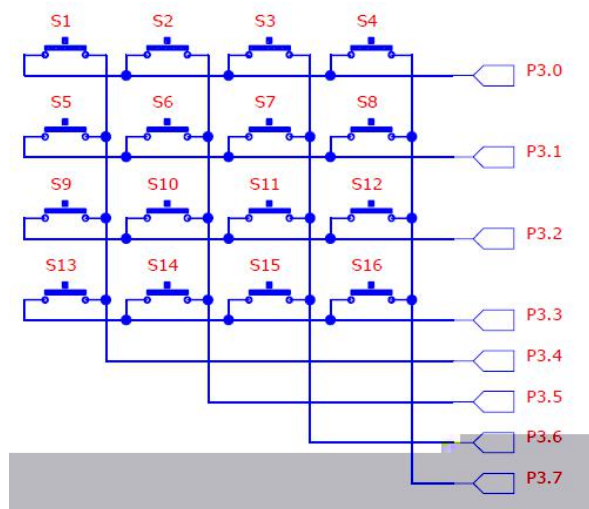 S1 S2 S3 S4
P3.0
S5 S6 S7 S8
P3.1
S9 S10 S11 S12
P3.2
S13 S14 S15 S16
P3.3
P3.4
P3.5
P3.6
P3.7